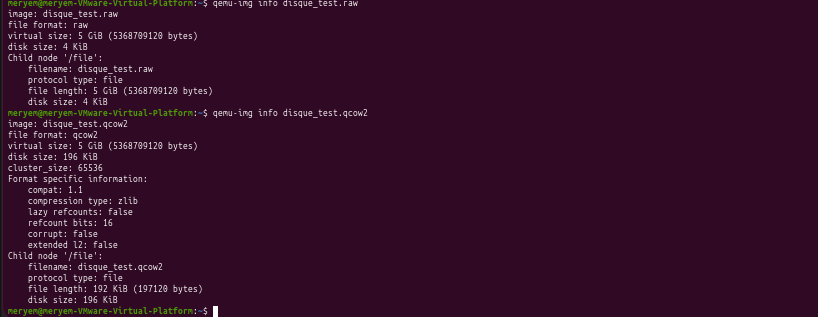 meryem@meryem-VMware-Virtual-Platform:~$ qemu-img info disque_test.raw
image: disque_test.raw
file format: raw
virtual size: 5 GiB (5368709120 bytes)
disk size: 4 KiB
Child node '/file':
    filename: disque_test.raw
    protocol type: file
    file length: 5 GiB (5368709120 bytes)
    disk size: 4 KiB
meryem@meryem-VMware-Virtual-Platform:~$ qemu-img info disque_test.qcow2
image: disque_test.qcow2
file format: qcow2
virtual size: 5 GiB (5368709120 bytes)
disk size: 196 KiB
cluster_size: 65536
Format specific information:
    compat: 1.1
    compression type: zlib
    lazy refcounts: false
    refcount bits: 16
    corrupt: false
    extended l2: false
Child node '/file':
    filename: disque_test.qcow2
    protocol type: file
    file length: 192 KiB (197120 bytes)
    disk size: 196 KiB
meryem@meryem-VMware-Virtual-Platform:~$